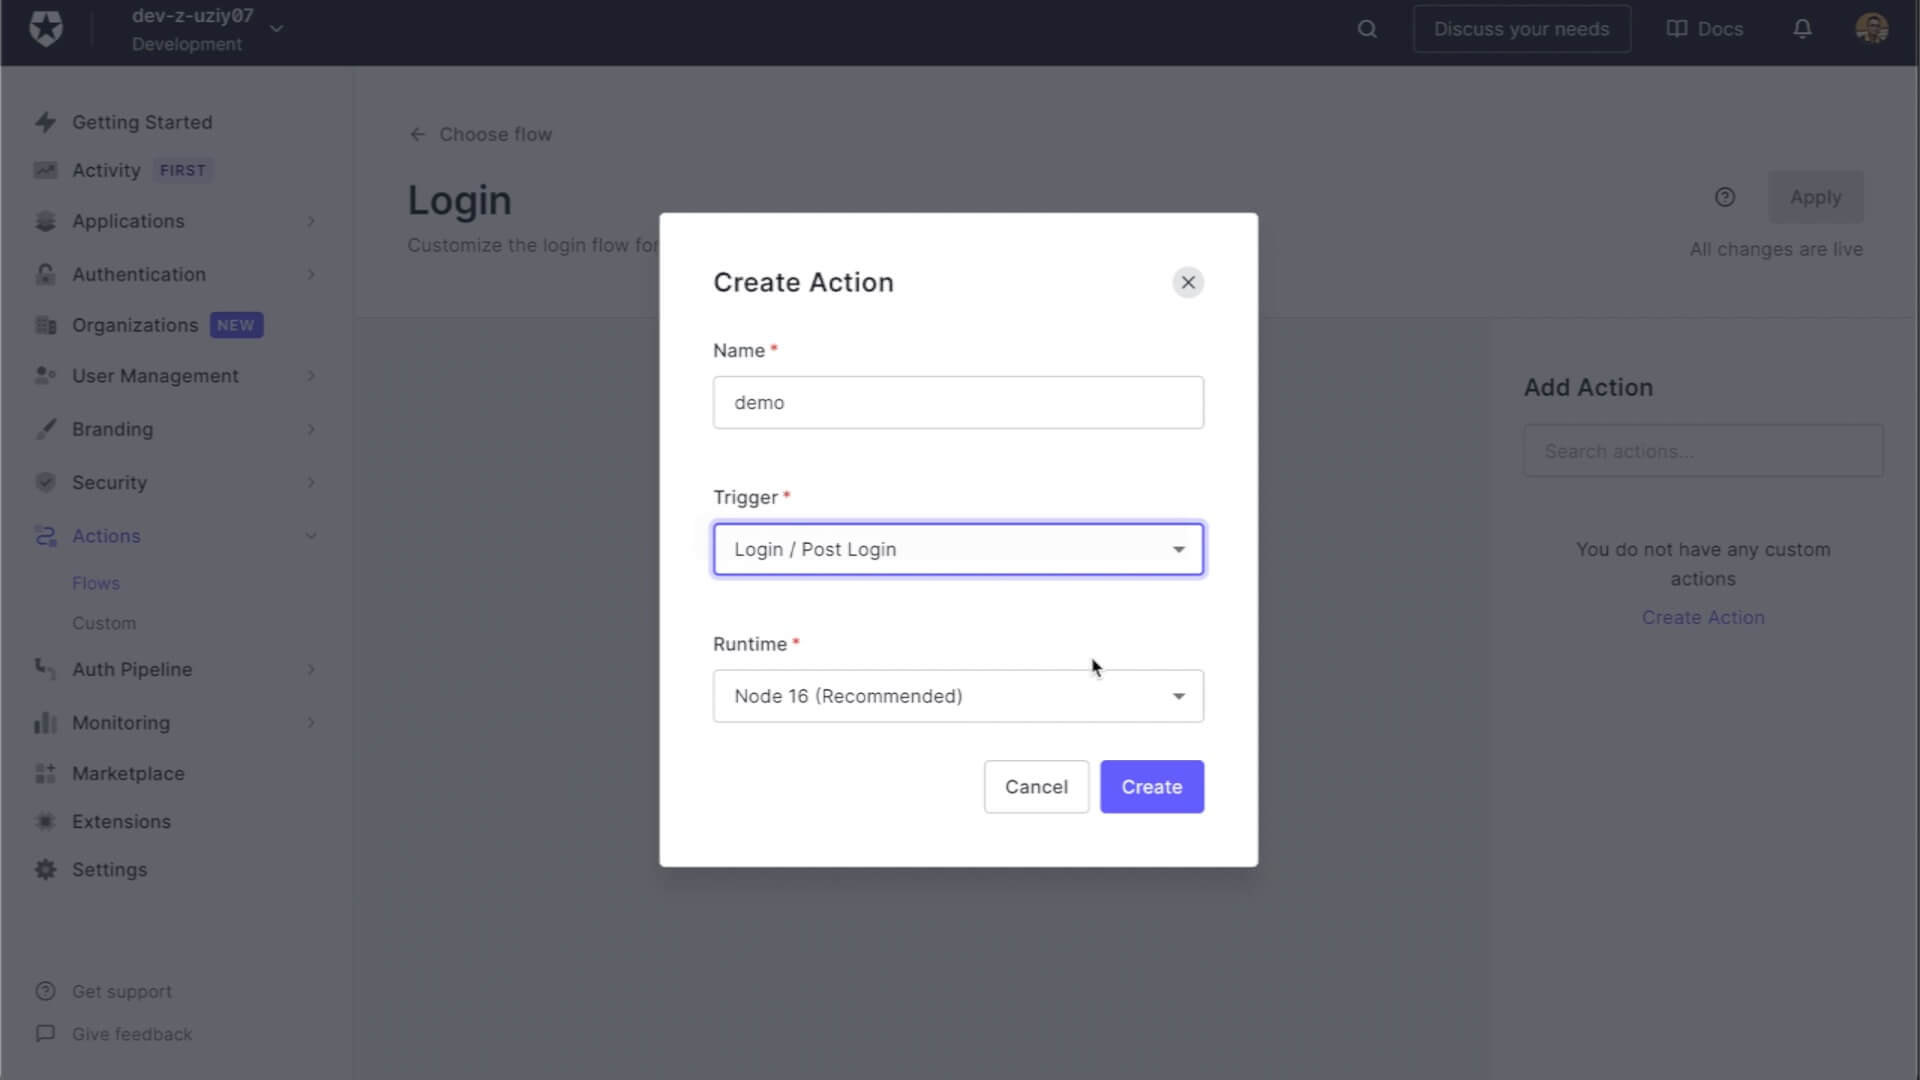 dev-z-uziy07
Development
Discuss your needs
Docs
Getting Started
Activity FIRST
Applications
Authentication
Organizations NEW
User Management
Branding
Security
Actions
Flows
Custom
Auth Pipeline
Monitoring
Marketplace
Extensions
Settings
Get support
Give feedback
Choose flow
Login
Customize the login flow for
Apply
All changes are live
Create Action
Name *
demo
Trigger *
Login / Post Login
Runtime *
Node 16 (Recommended)
Cancel
Create
Add Action
Search actions...
You do not have any custom
actions
Create Action